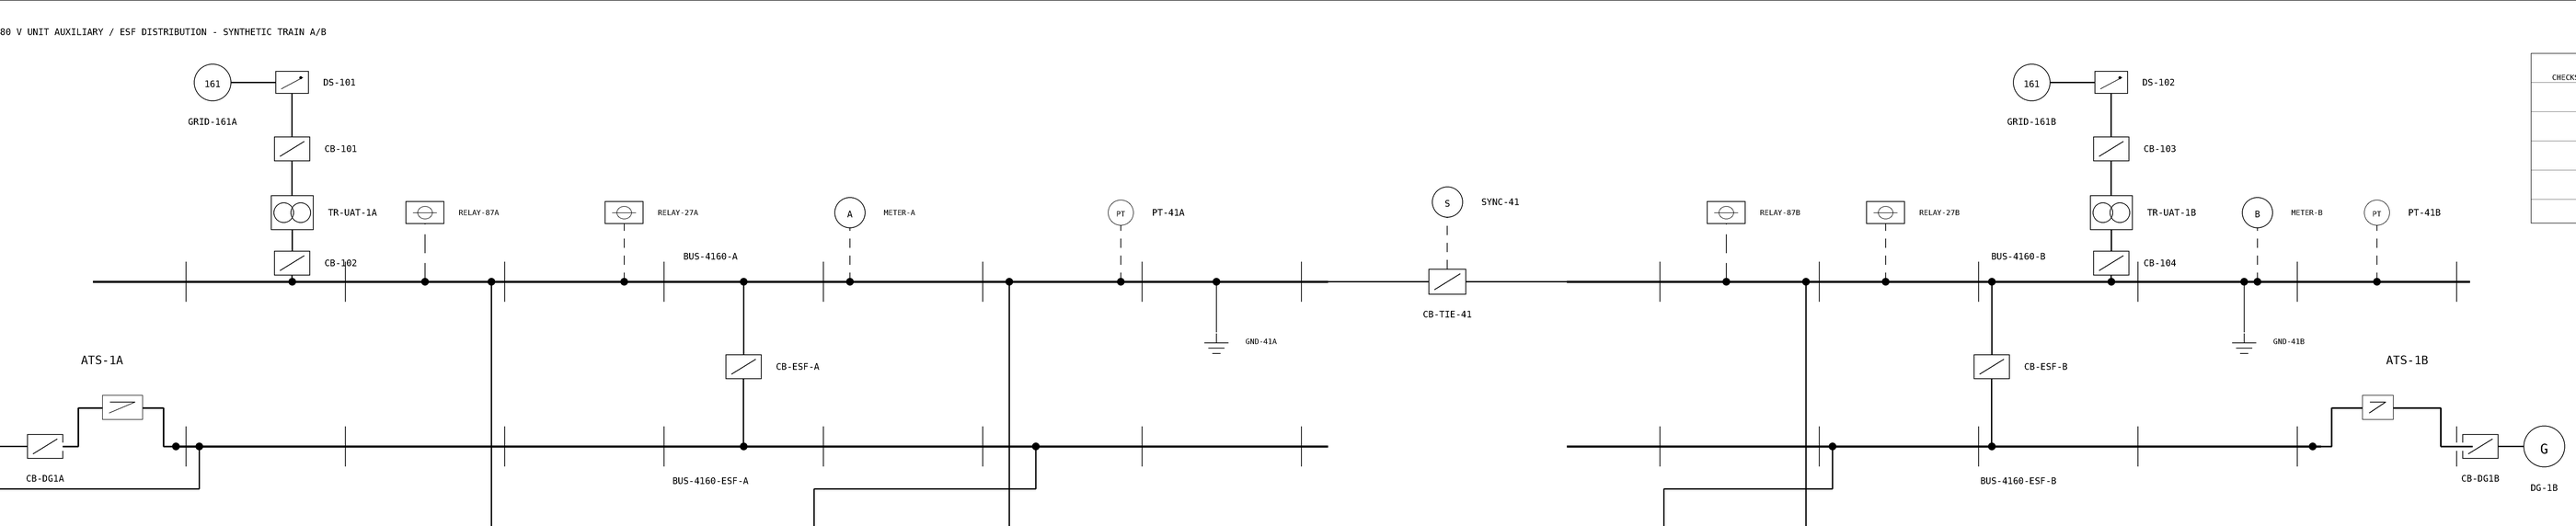 80 V UNIT AUXILIARY / ESF DISTRIBUTION - SYNTHETIC TRAIN A/B
161
DS-101
161
DS-102
GRID-161A
GRID-161B
CB-101
CB-103
TR-UAT-1A
RELAY-87A
RELAY-27A
A
METER-A
PT
PT-41A
S
SYNC-41
RELAY-87B
RELAY-27B
TR-UAT-1B
B
METER-B
PT
PT-41B
CB-102
BUS-4160-A
BUS-4160-B
CB-104
CB-TIE-41
GND-41A
GND-41B
ATS-1A
CB-ESF-A
CB-ESF-B
ATS-1B
CB-DG1A
BUS-4160-ESF-A
BUS-4160-ESF-B
CB-DG1B
G
DG-1B